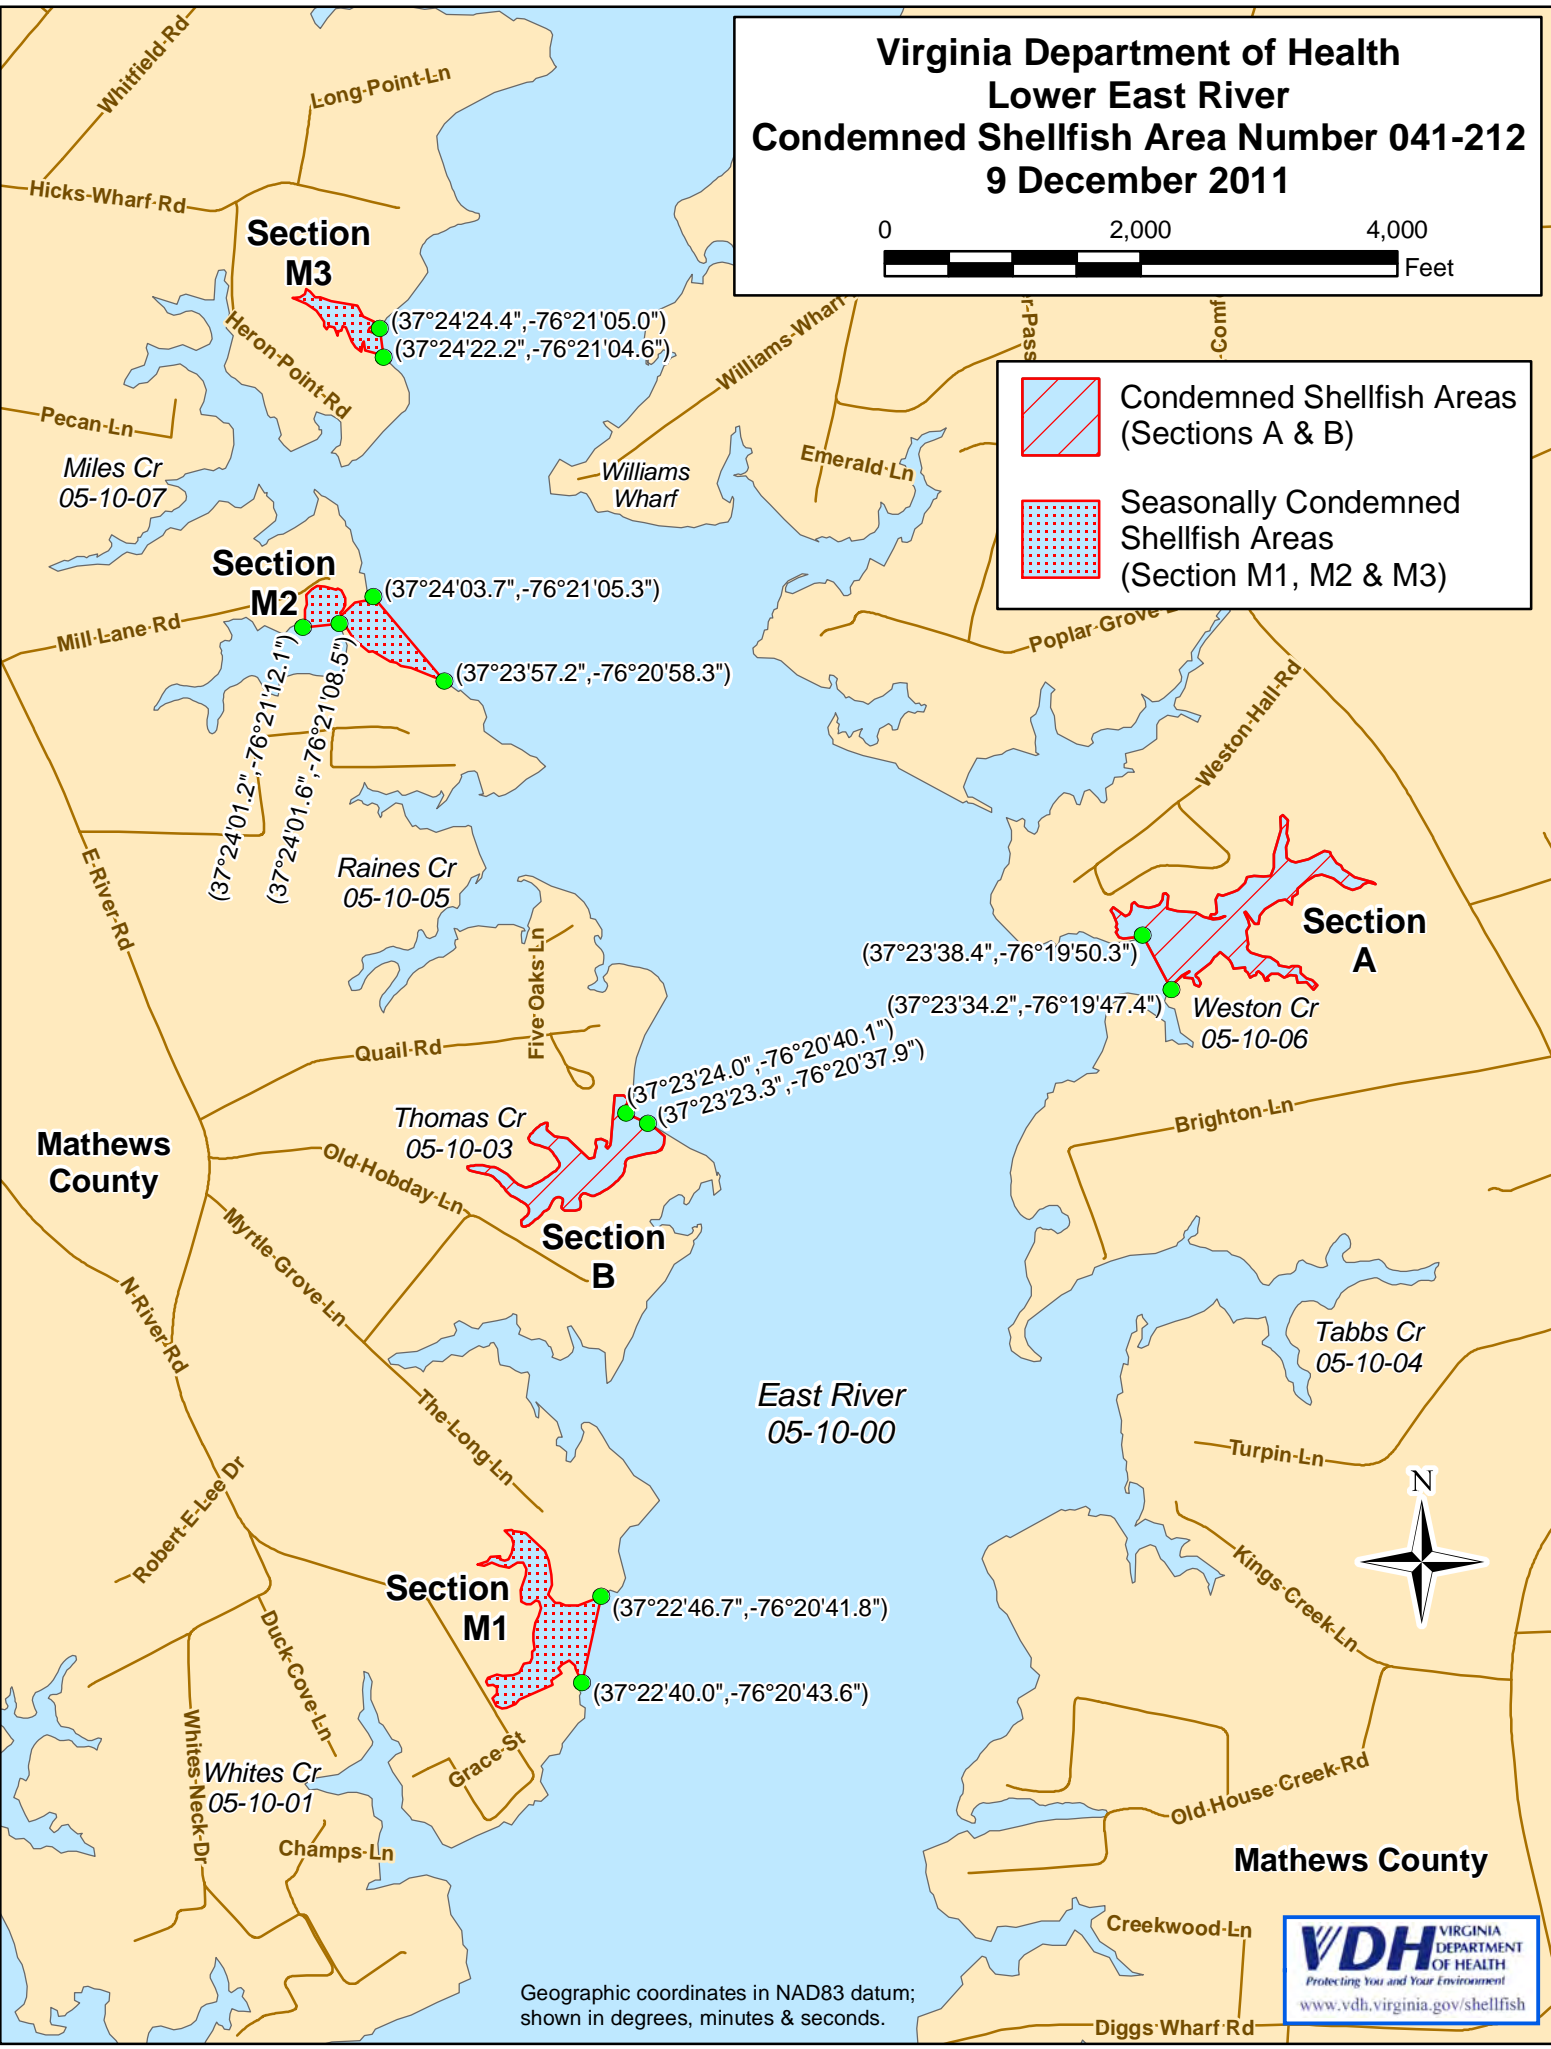 Virginia Department of Health
Lower East River
Condemned Shellfish Area Number 041-212
9 December 2011
0 2,000 4,000
Feet
Condemned Shellfish Areas
(Sections A & B)
Seasonally Condemned
Shellfish Areas
(Section M1, M2 & M3)
Whitfield Rd
Long Point Ln
Hicks Wharf Rd
Section
M3
(37°24'24.4",-76°21'05.0")
(37°24'22.2",-76°21'04.6")
Heron Point Rd
Pecan Ln
Miles Cr
05-10-07
Williams Wharf
Williams
Wharf
Emerald Ln
Section
M2
Mill Lane Rd
(37°24'03.7",-76°21'05.3")
(37°23'57.2",-76°20'58.3")
(37°24'01.2",-76°21'12.1")
(37°24'01.6",-76°21'08.5")
Poplar Grove
Weston Hall Rd
E River Rd
Raines Cr
05-10-05
Five Oaks Ln
Section
A
(37°23'38.4",-76°19'50.3")
(37°23'34.2",-76°19'47.4")
Weston Cr
05-10-06
Quail Rd
(37°23'24.0",-76°20'40.1")
(37°23'23.3",-76°20'37.9")
Thomas Cr
05-10-03
Brighton Ln
Mathews
County
Old Hobday Ln
Section
B
Myrtle Grove Ln
N River Rd
Tabbs Cr
05-10-04
East River
05-10-00
The Long Ln
Turpin Ln
N
Robert E Lee Dr
Kings Creek Ln
Section
M1
(37°22'46.7",-76°20'41.8")
(37°22'40.0",-76°20'43.6")
Duck Cove Ln
Whites Neck Dr
Grace St
Whites Cr
05-10-01
Champs Ln
Old House Creek Rd
Mathews County
Creekwood Ln
Diggs Wharf Rd
Geographic coordinates in NAD83 datum;
shown in degrees, minutes & seconds.
VDH VIRGINIA
DEPARTMENT
OF HEALTH
Protecting You and Your Environment
www.vdh.virginia.gov/shellfish